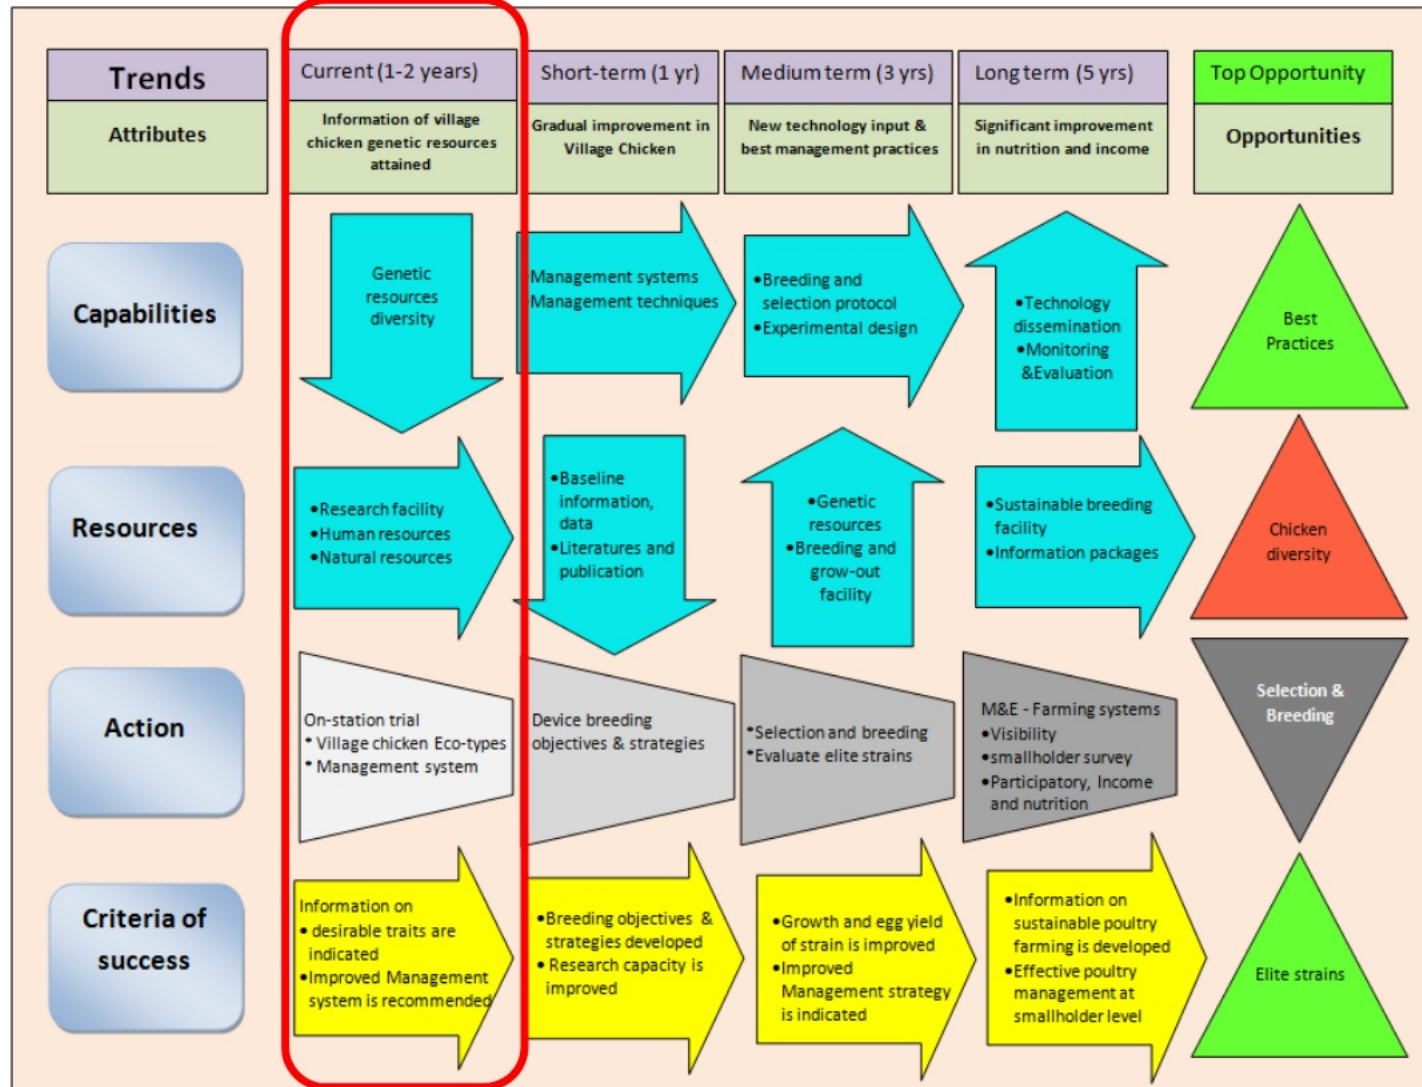 Trends
Current (1-2 years)
Short-term (1 yr)
Medium term (3 yrs)
Long term (5 yrs)
Top Opportunity
Attributes
Information of village
chicken genetic resources
attained
Gradual improvement in
Village Chicken
New technology input &
best management practices
Significant improvement
in nutrition and income
Opportunities
Capabilities
Genetic
resources
diversity
•Management systems
•Management techniques
•Breeding and
selection protocol
•Experimental design
•Technology
dissemination
•Monitoring
&Evaluation
Best
Practices
Resources
•Research facility
•Human resources
•Natural resources
•Baseline
information,
data
•Literatures and
publication
•Genetic
resources
•Breeding and
grow-out
facility
•Sustainable breeding
facility
•Information packages
Chicken
diversity
Action
On-station trial
* Village chicken Eco-types
* Management system
Device breeding
objectives & strategies
*Selection and breeding
*Evaluate elite strains
M&E - Farming systems
•Visibility
•smallholder survey
•Participatory, Income
and nutrition
Selection &
Breeding
Criteria of
success
Information on
• desirable traits are
indicated
•Improved Management
system is recommended
•Breeding objectives &
strategies developed
• Research capacity is
improved
•Growth and egg yield
of strain is improved
•Improved
Management strategy
is indicated
•Information on
sustainable poultry
farming is developed
•Effective poultry
management at
smallholder level
Elite strains